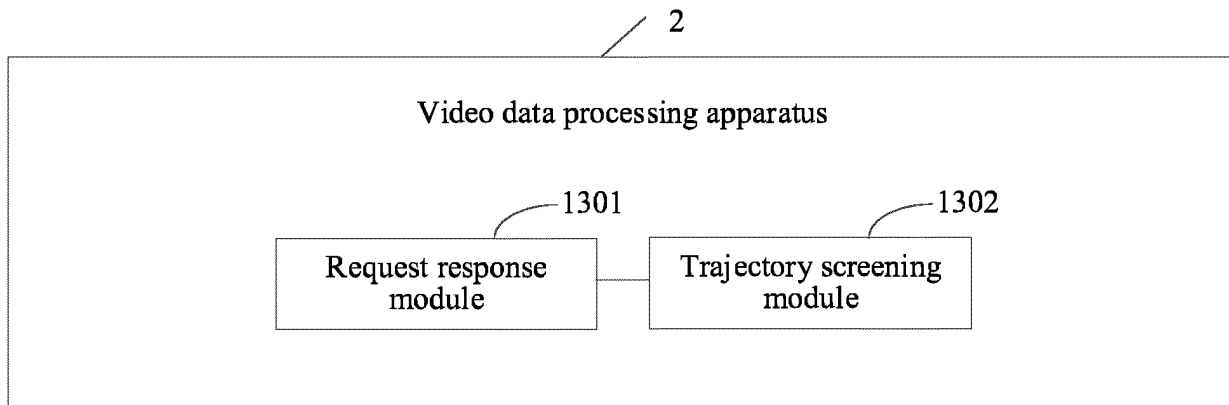 2
Video data processing apparatus
1301
1302
Request response
module
Trajectory screening
module